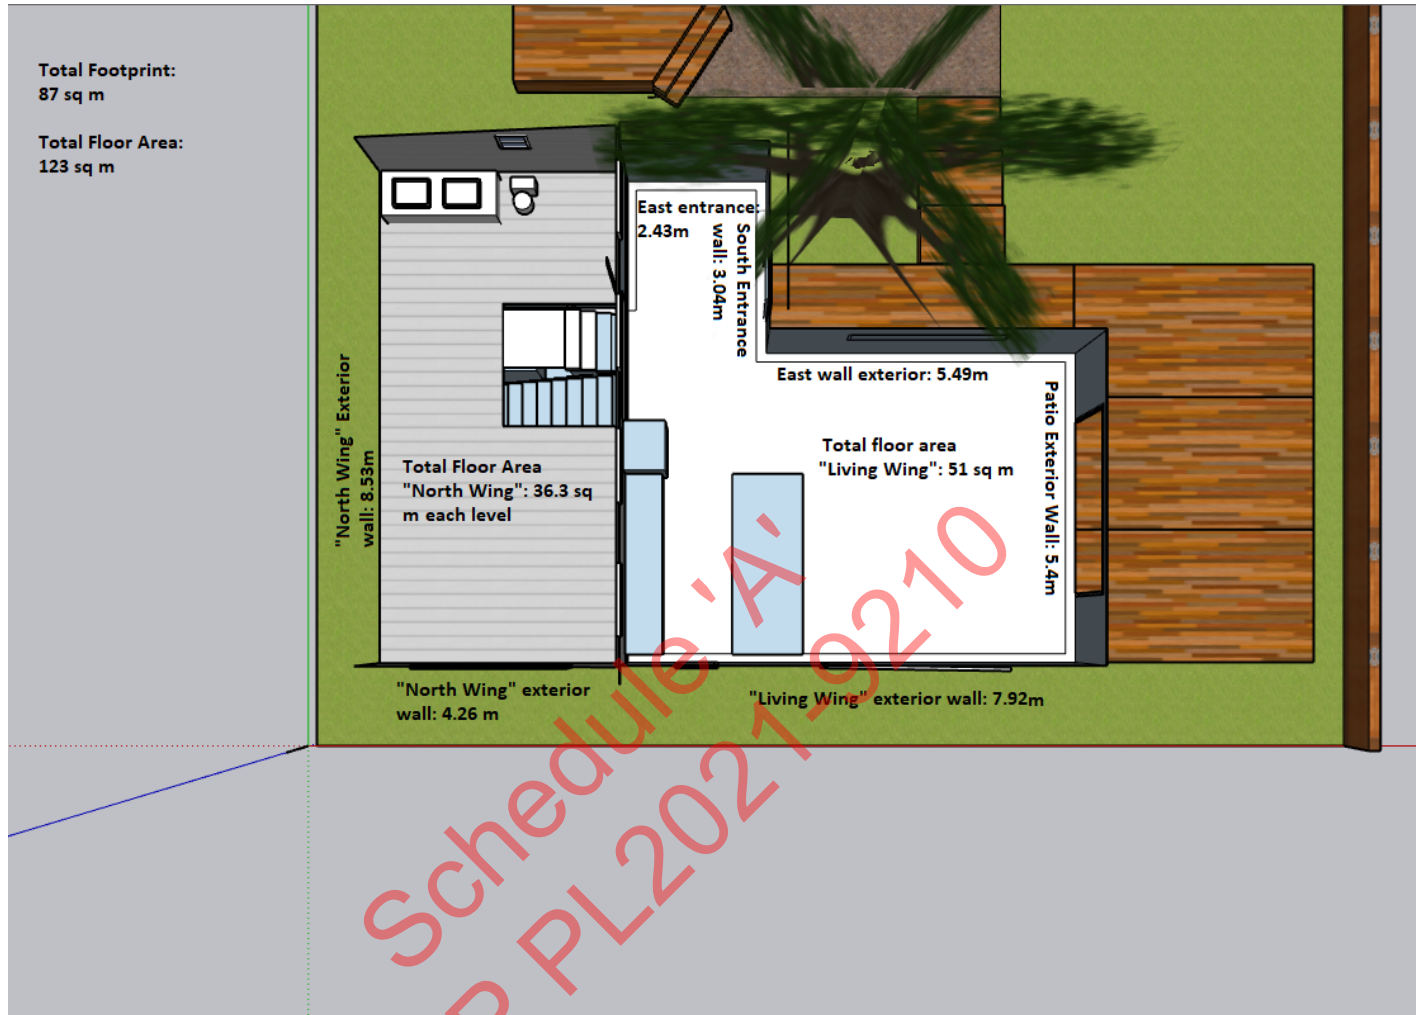 Total Footprint:
87 sq m
Total Floor Area:
123 sq m
East entrance:
2.43m
South Entrance
wall: 3.04m
East wall exterior: 5.49m
Patio Exterior Wall: 5.4m
Total floor area
"Living Wing": 51 sq m
"North Wing" Exterior
wall: 8.53m
Total Floor Area
"North Wing": 36.3 sq
m each level
"North Wing" exterior
wall: 4.26 m
"Living Wing" exterior wall: 7.92m
Schedule 'A'
PL2021-9210